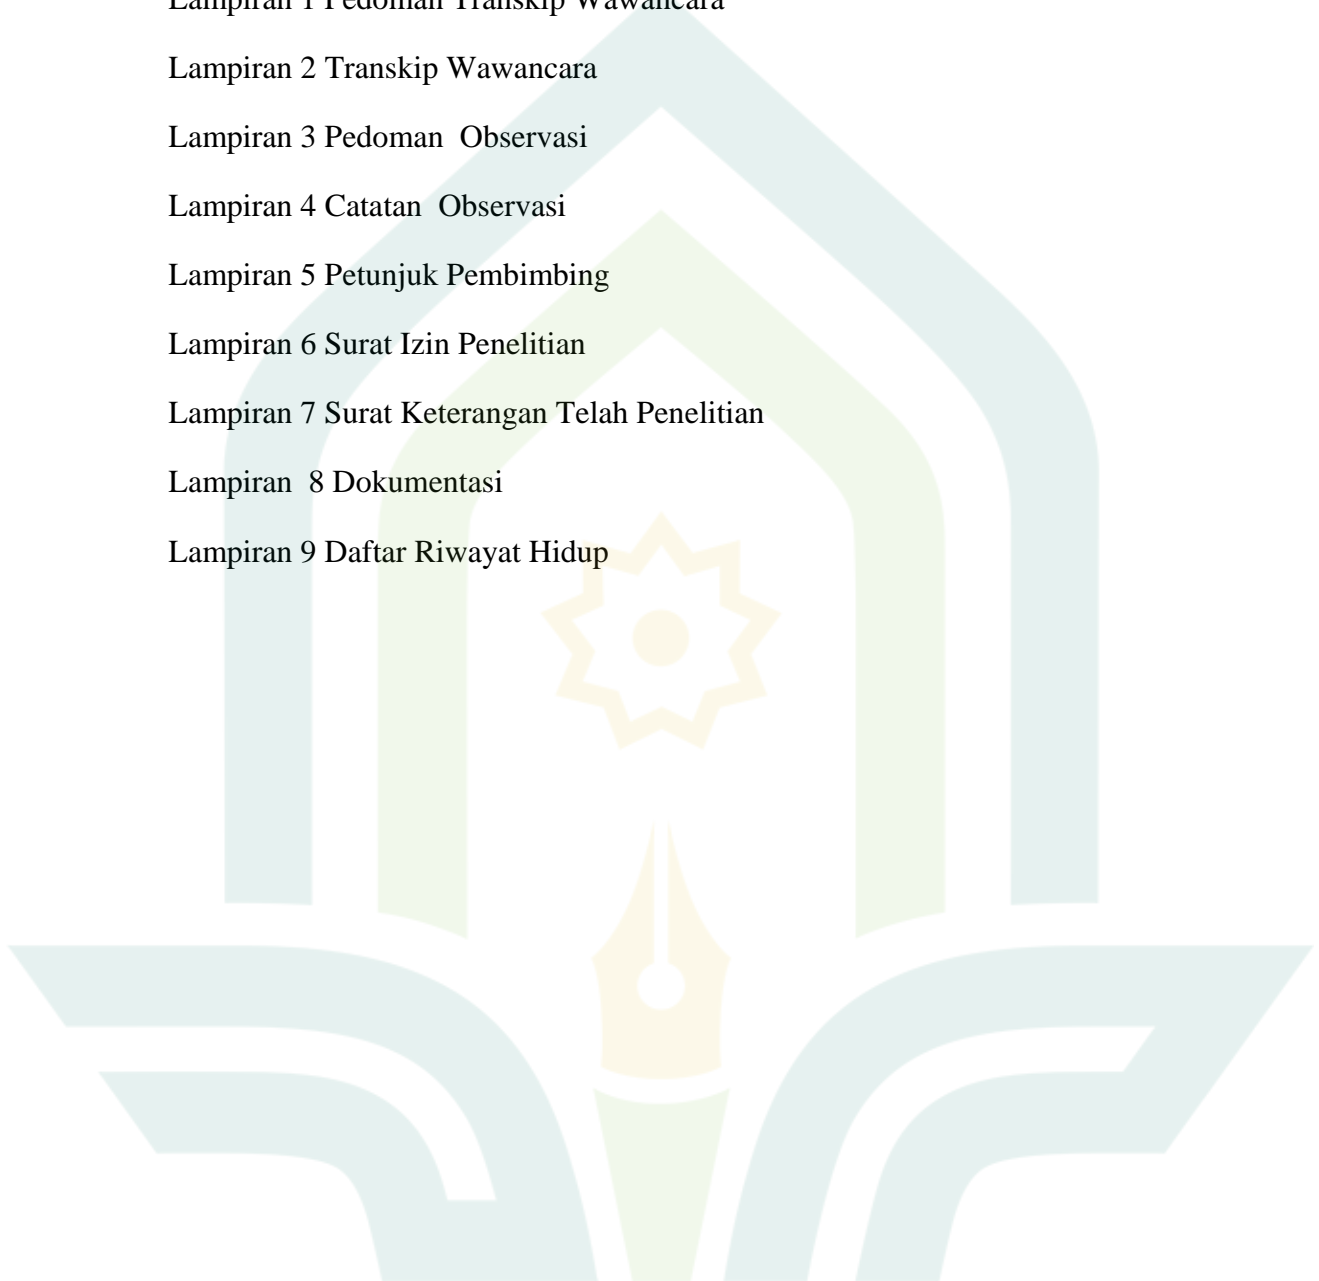 Lampiran 1 Pedoman Transkip Wawancara
Lampiran 2 Transkip Wawancara
Lampiran 3 Pedoman  Observasi
Lampiran 4 Catatan  Observasi
Lampiran 5 Petunjuk Pembimbing
Lampiran 6 Surat Izin Penelitian
Lampiran 7 Surat Keterangan Telah Penelitian
Lampiran  8 Dokumentasi
Lampiran 9 Daftar Riwayat Hidup